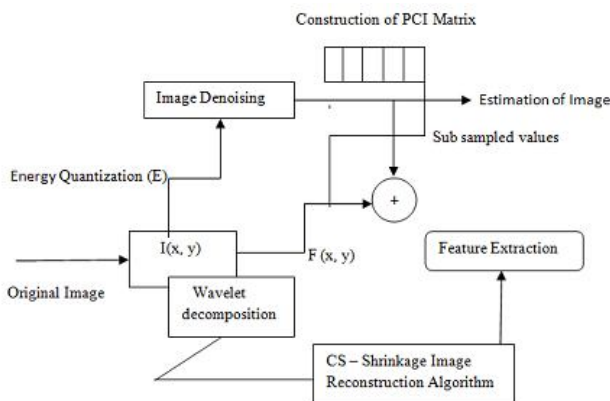 Construction of PCI Matrix
Image Denoising
Estimation of Image
Sub sampled values
Energy Quantization (E)
+
I(x, y)
F (x, y)
Feature Extraction
Original Image
Wavelet
decomposition
CS – Shrinkage Image
Reconstruction Algorithm